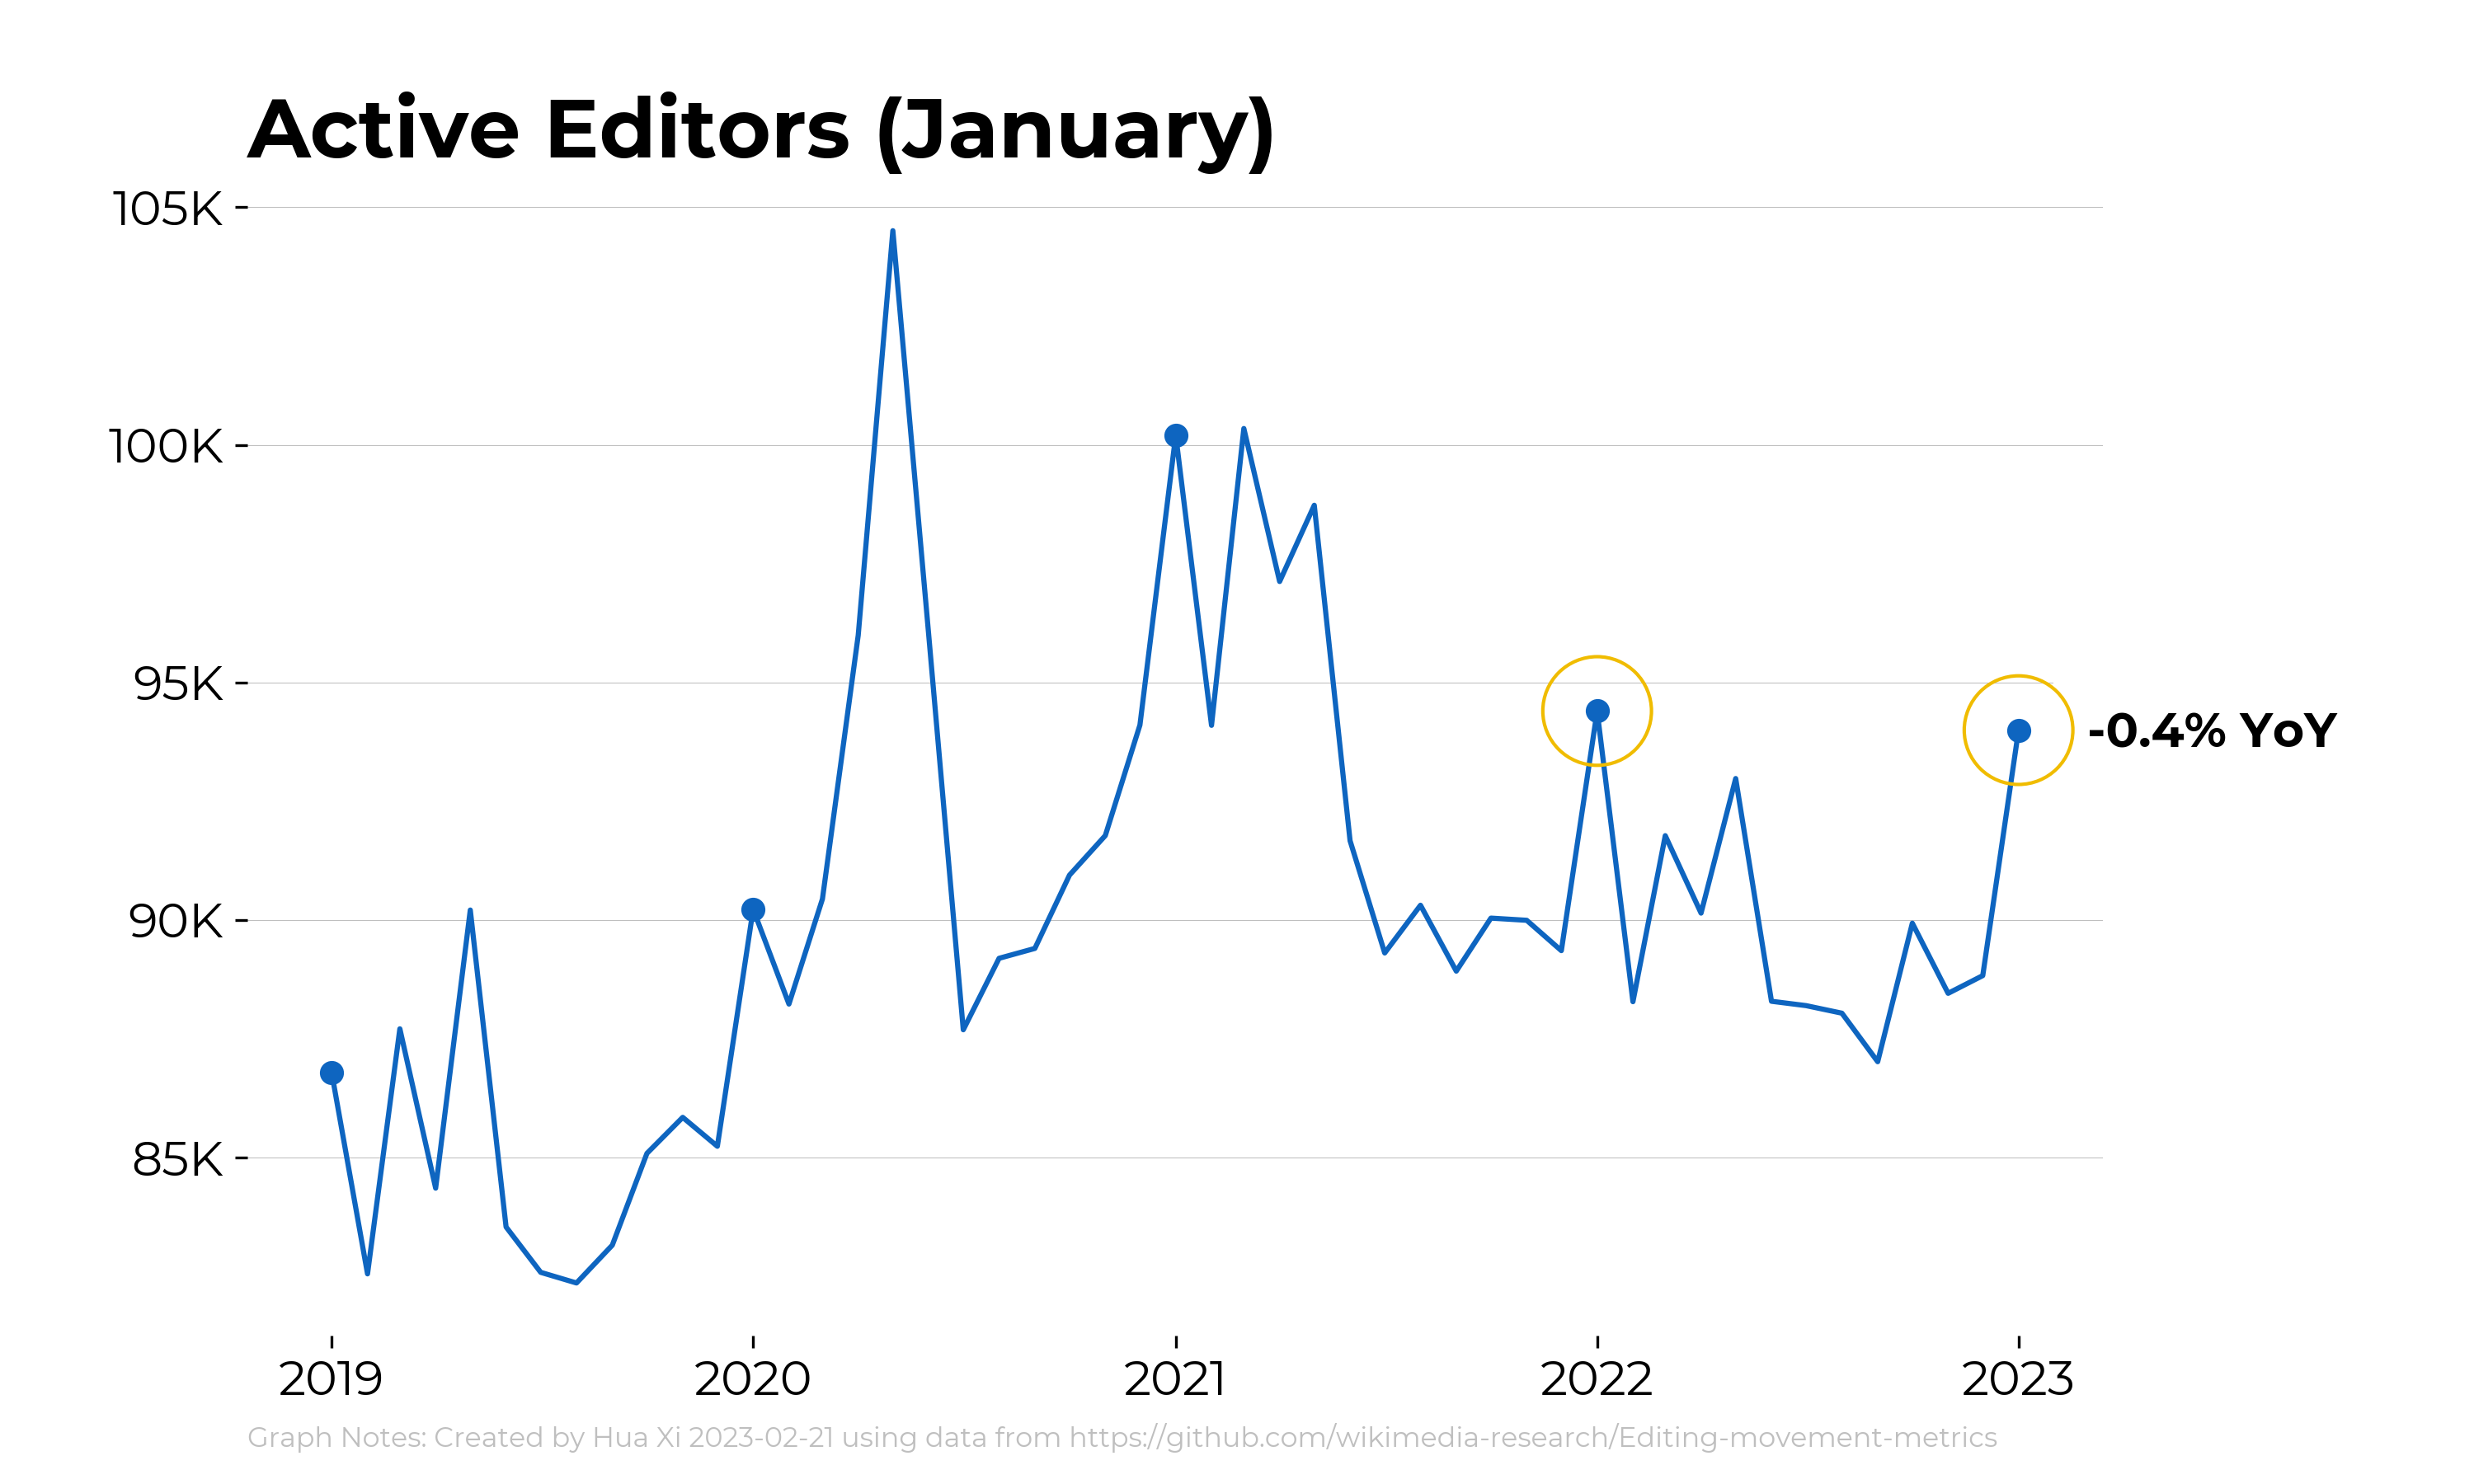 Active Editors (January)
105K
100K
95K
-0.4% YoY
90K
85K
2019 2020 2021 2022 2023
Graph Notes: Created by Hua Xi 2023-02-21 using data from https://github.com/wikimedia-research/Editing-movement-metrics